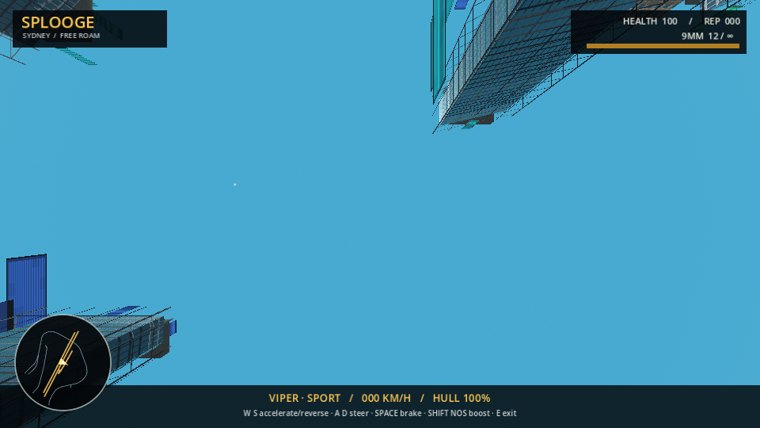 SPLOOGE
SYDNEY / FREE ROAM
HEALTH 100 / REP 000
9MM 12 / ∞
VIPER · SPORT / 000 KM/H / HULL 100%
W S accelerate/reverse · A D steer · SPACE brake · SHIFT NOS boost · E exit